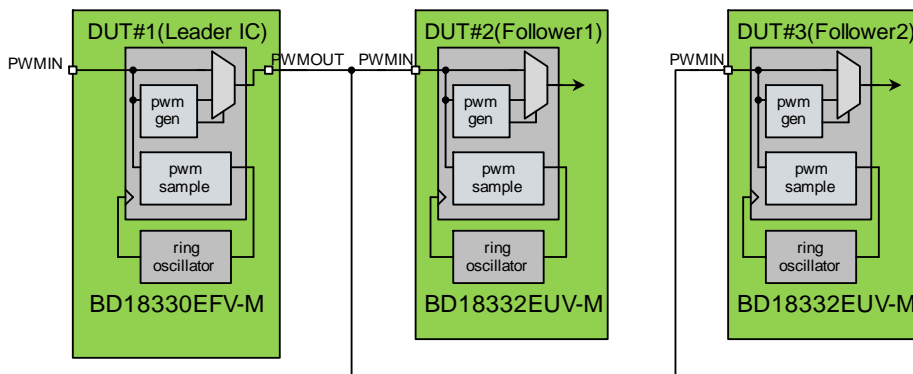 DUT#1(Leader IC)
PWMIN
PWMOUT
pwm
gen
pwm
sample
ring
oscillator
BD18330EFV-M
DUT#2(Follower1)
PWMIN
pwm
gen
pwm
sample
ring
oscillator
BD18332EUV-M
DUT#3(Follower2)
PWMIN
pwm
gen
pwm
sample
ring
oscillator
BD18332EUV-M